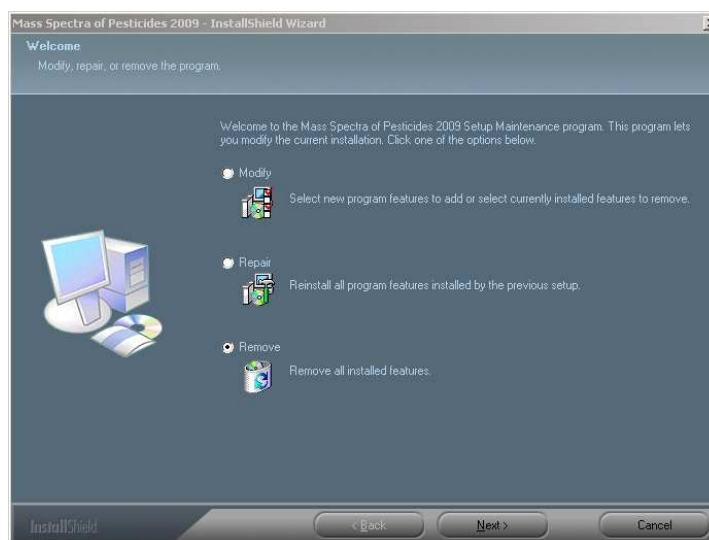 Mass Spectra of Pesticides 2009 - InstallShield Wizard
Welcome
Modify, repair, or remove the program.
Welcome to the Mass Spectra of Pesticides 2009 Setup Maintenance program. This program lets
you modify the current installation. Click one of the options below.
Modify
Select new program features to add or select currently installed features to remove.
Repair
Reinstall all program features installed by the previous setup.
Remove
Remove all installed features.
InstallShield
< Back
Next >
Cancel